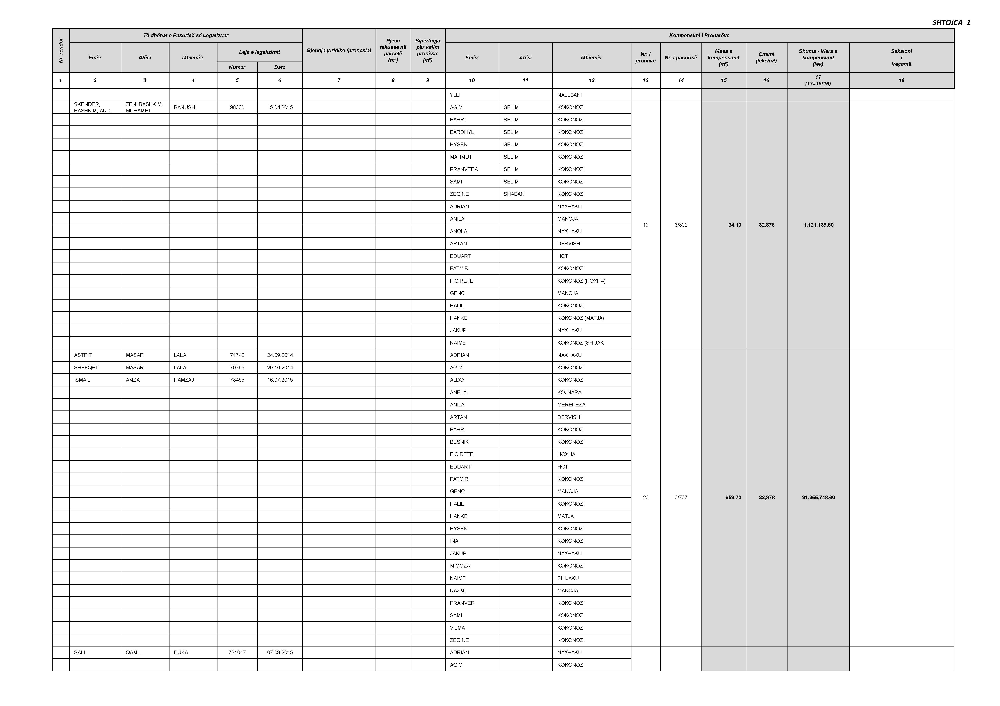 SHTOJCA 1
Nr. rendor
Të dhënat e Pasurisë së Legalizuar
Gjendja juridike (pronesia)
Pjesa takuese në parcelë (m²)
Sipërfaqja për kalim pronësie (m²)
Kompensimi i Pronarëve
Emër Atësi Mbiemër Leja e legalizimit
Numer Date
Emër Atësi Mbiemër Nr. i pronave Nr. i pasurisë Masa e kompensimit (m²) Çmimi (leke/m²) Shuma - Vlera e kompensimit (lek) Seksioni i Veçantë
1 2 3 4 5 6 7 8 9 10 11 12 13 14 15 16 17 (17=15*16) 18
YLLI NALLBANI
SKENDER, BASHKIM, ANDI, ZENI,BASHKIM, MUHAMET BANUSHI 98330 15.04.2015 AGIM SELIM KOKONOZI
BAHRI SELIM KOKONOZI
BARDHYL SELIM KOKONOZI
HYSEN SELIM KOKONOZI
MAHMUT SELIM KOKONOZI
PRANVERA SELIM KOKONOZI
SAMI SELIM KOKONOZI
ZEQINE SHABAN KOKONOZI
ADRIAN NAXHAKU
ANILA MANCJA
19 3/802 34.10 32,878 1,121,139.80
ANOLA NAXHAKU
ARTAN DERVISHI
EDUART HOTI
FATMIR KOKONOZI
FIQIRETE KOKONOZI(HOXHA)
GENC MANCJA
HALIL KOKONOZI
HANKE KOKONOZI(MATJA)
JAKUP NAXHAKU
NAIME KOKONOZI(SHIJAK
ASTRIT MASAR LALA 71742 24.09.2014 ADRIAN NAXHAKU
SHEFQET MASAR LALA 79369 29.10.2014 AGIM KOKONOZI
ISMAIL AMZA HAMZAJ 78455 16.07.2015 ALDO KOKONOZI
ANELA KOJNARA
ANILA MEREPEZA
ARTAN DERVISHI
BAHRI KOKONOZI
BESNIK KOKONOZI
FIQIRETE HOXHA
EDUART HOTI
FATMIR KOKONOZI
GENC MANCJA
20 3/737 953.70 32,878 31,355,748.60
HALIL KOKONOZI
HANKE MATJA
HYSEN KOKONOZI
INA KOKONOZI
JAKUP NAXHAKU
MIMOZA KOKONOZI
NAIME SHIJAKU
NAZMI MANCJA
PRANVER KOKONOZI
SAMI KOKONOZI
VILMA KOKONOZI
ZEQINE KOKONOZI
SALI QAMIL DUKA 731017 07.09.2015 ADRIAN NAXHAKU
AGIM KOKONOZI